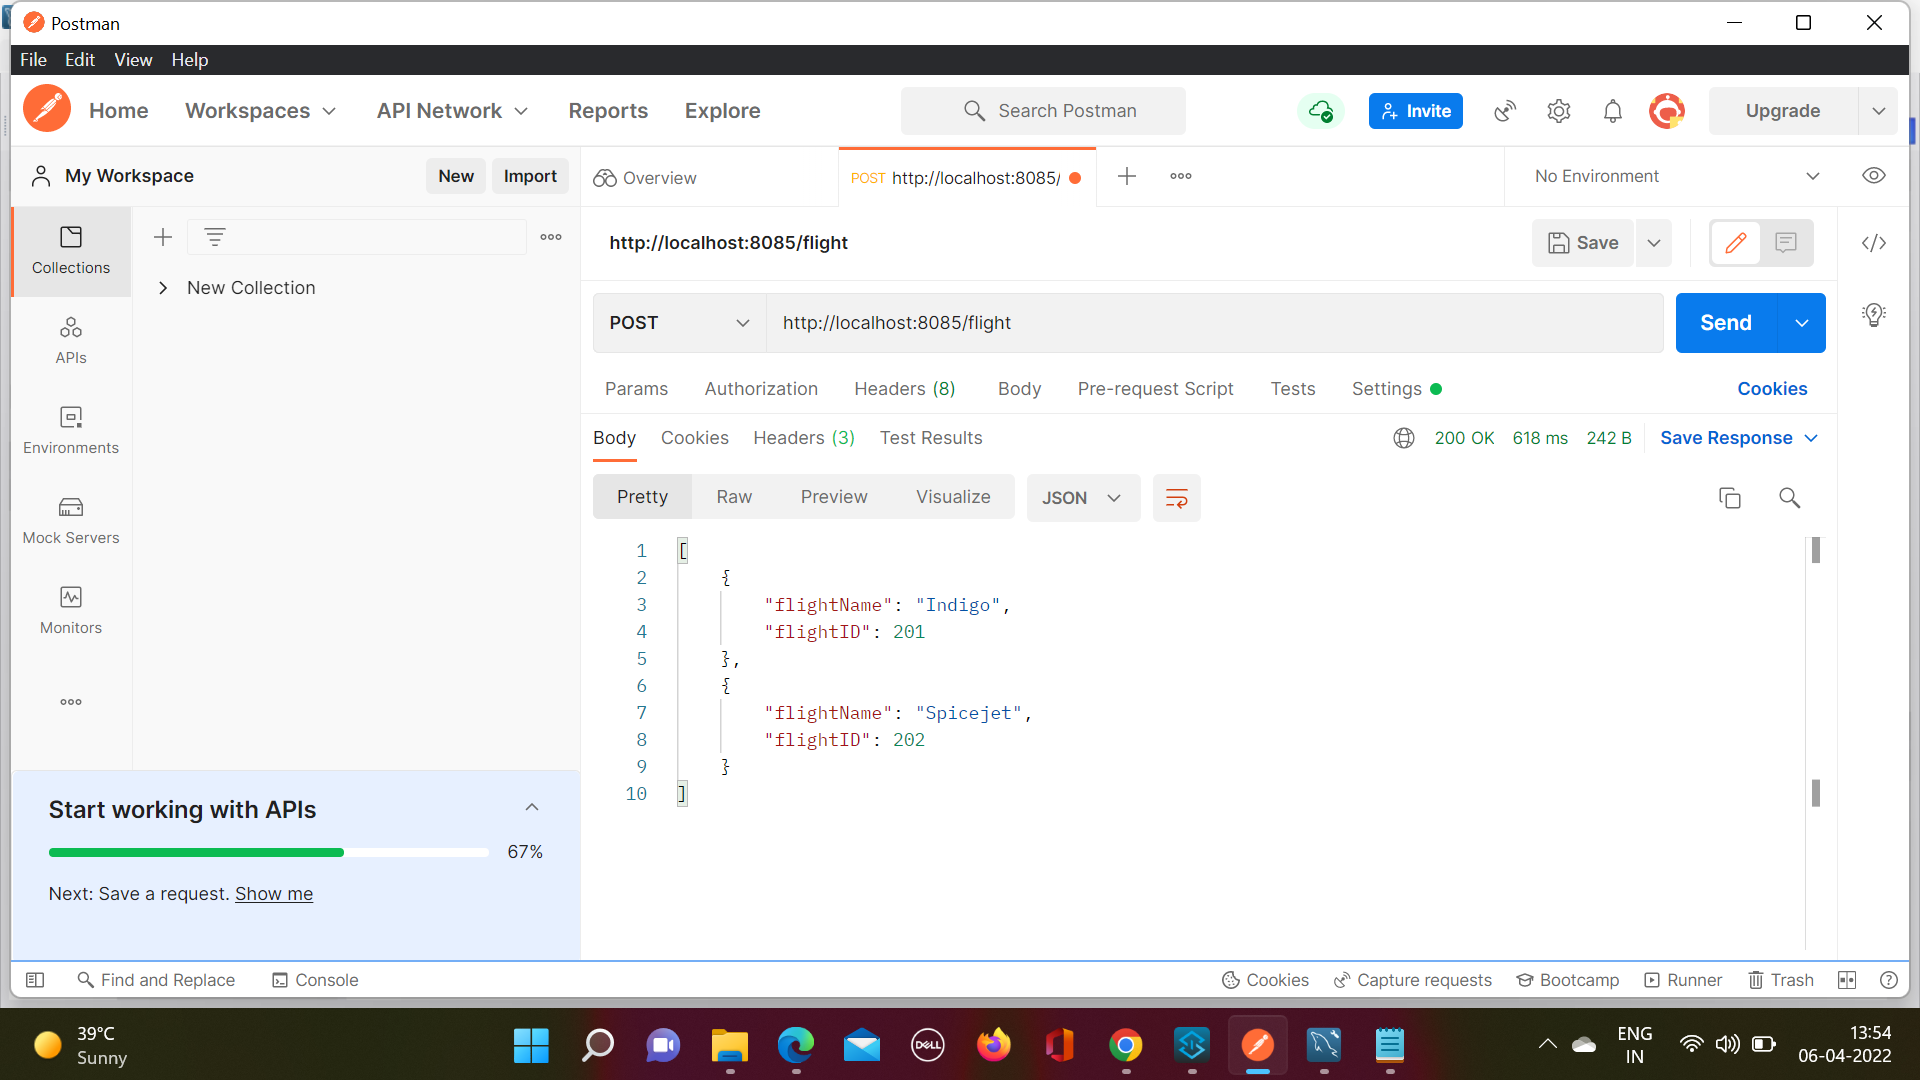 Postman
File Edit View Help
Home Workspaces API Network Reports Explore Search Postman Invite Upgrade
My Workspace New Import Overview POST http://localhost:8085/ No Environment
Collections
New Collection
APIs
Environments
Mock Servers
Monitors
http://localhost:8085/flight Save
POST http://localhost:8085/flight Send
Params Authorization Headers (8) Body Pre-request Script Tests Settings Cookies
Body Cookies Headers (3) Test Results 200 OK 618 ms 242 B Save Response
Pretty Raw Preview Visualize JSON
1 [
2 {
3 "flightName": "Indigo",
4 "flightID": 201
5 },
6 {
7 "flightName": "Spicejet",
8 "flightID": 202
9 }
10 ]
Start working with APIs
67%
Next: Save a request. Show me
Find and Replace Console Cookies Capture requests Bootcamp Runner Trash
39°C
Sunny
DELL
ENG
IN
13:54
06-04-2022